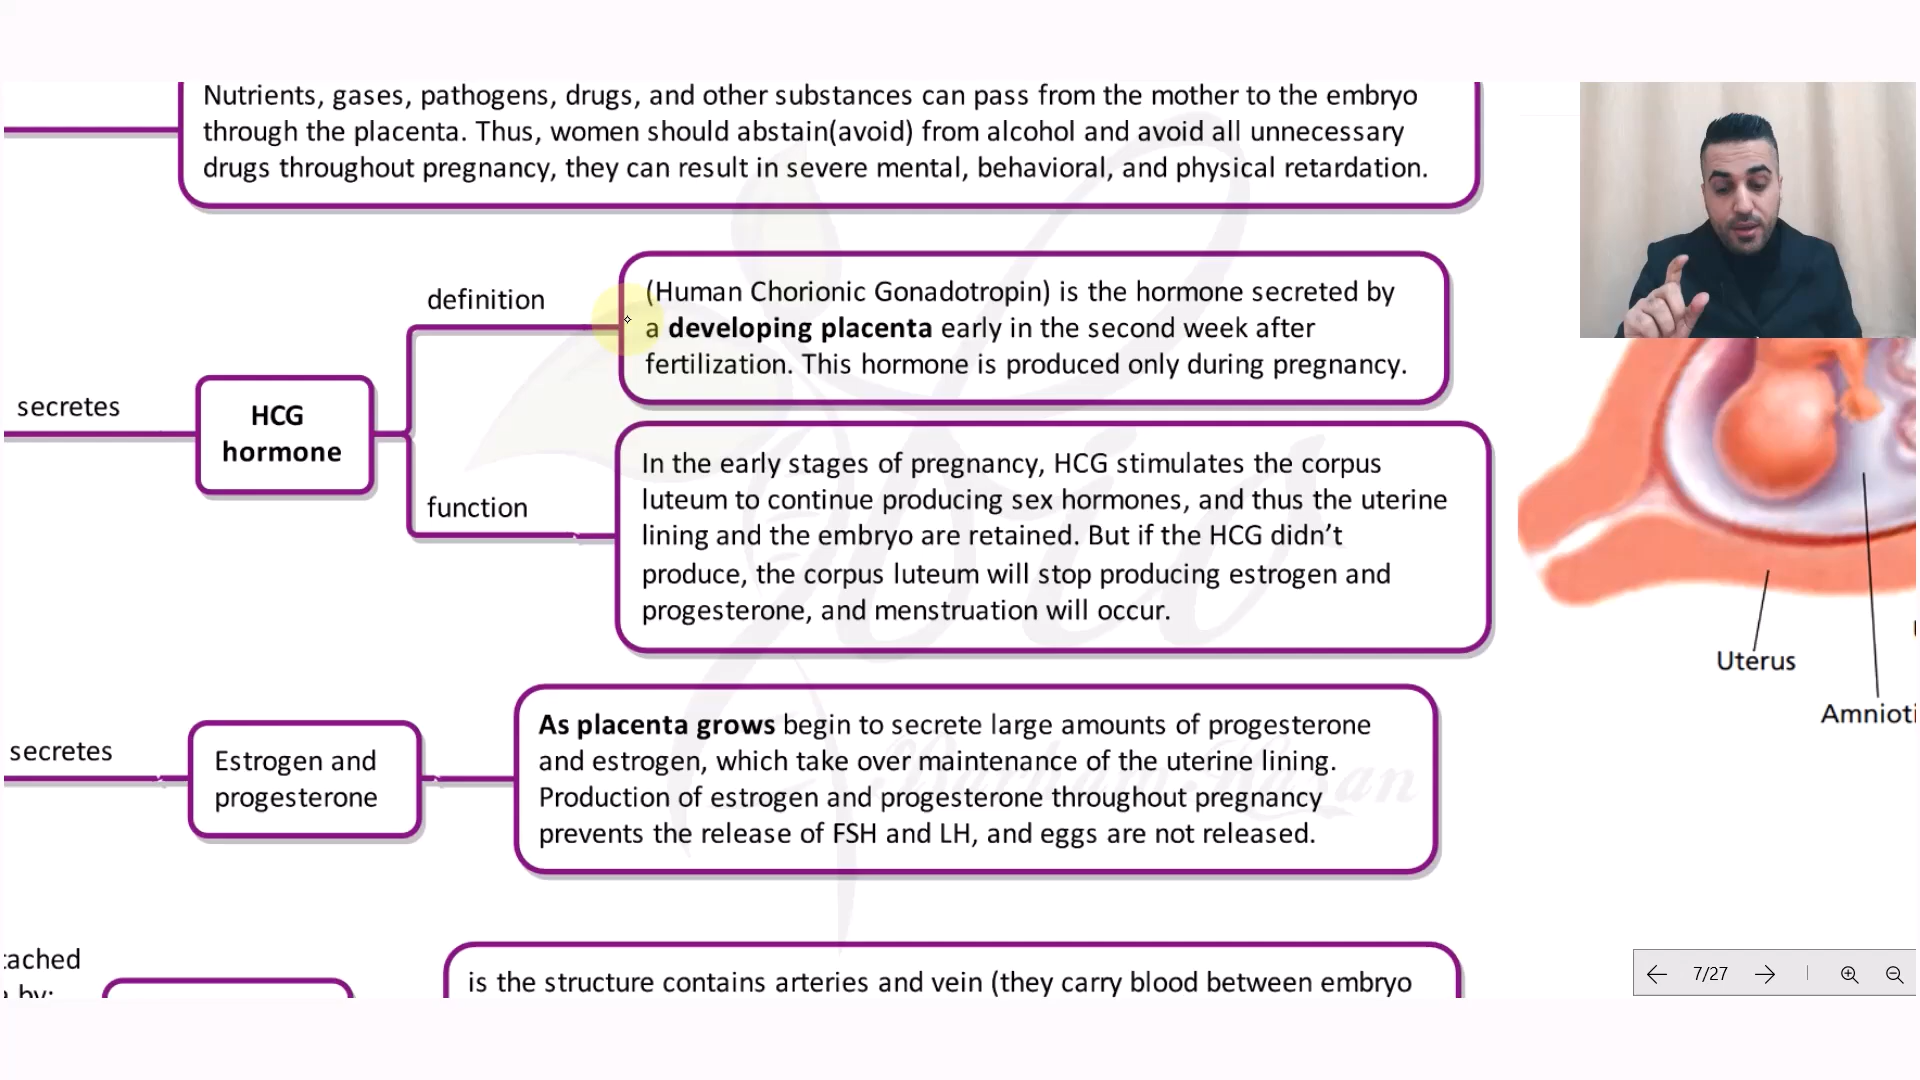 Nutrients, gases, pathogens, drugs, and other substances can pass from the mother to the embryo
through the placenta. Thus, women should abstain(avoid) from alcohol and avoid all unnecessary
drugs throughout pregnancy, they can result in severe mental, behavioral, and physical retardation.
definition
(Human Chorionic Gonadotropin) is the hormone secreted by
a developing placenta early in the second week after
fertilization. This hormone is produced only during pregnancy.
secretes
HCG
hormone
function
In the early stages of pregnancy, HCG stimulates the corpus
luteum to continue producing sex hormones, and thus the uterine
lining and the embryo are retained. But if the HCG didn't
produce, the corpus luteum will stop producing estrogen and
progesterone, and menstruation will occur.
Uterus
Amnioti
secretes
Estrogen and
progesterone
As placenta grows begin to secrete large amounts of progesterone
and estrogen, which take over maintenance of the uterine lining.
Production of estrogen and progesterone throughout pregnancy
prevents the release of FSH and LH, and eggs are not released.
tached
by:
is the structure contains arteries and vein (they carry blood between embryo
7/27